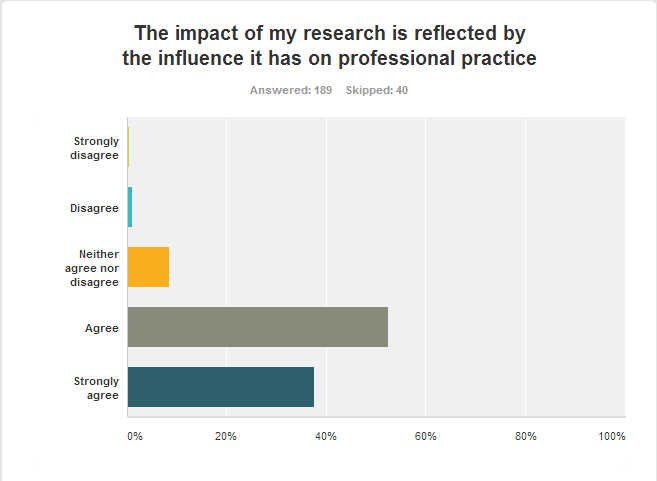 The impact of my research is reflected by
the influence it has on professional practice
Answered: 189 Skipped: 40
Strongly
disagree
Disagree
Neither
agree nor
disagree
Agree
Strongly
agree
0% 20% 40% 60% 80% 100%